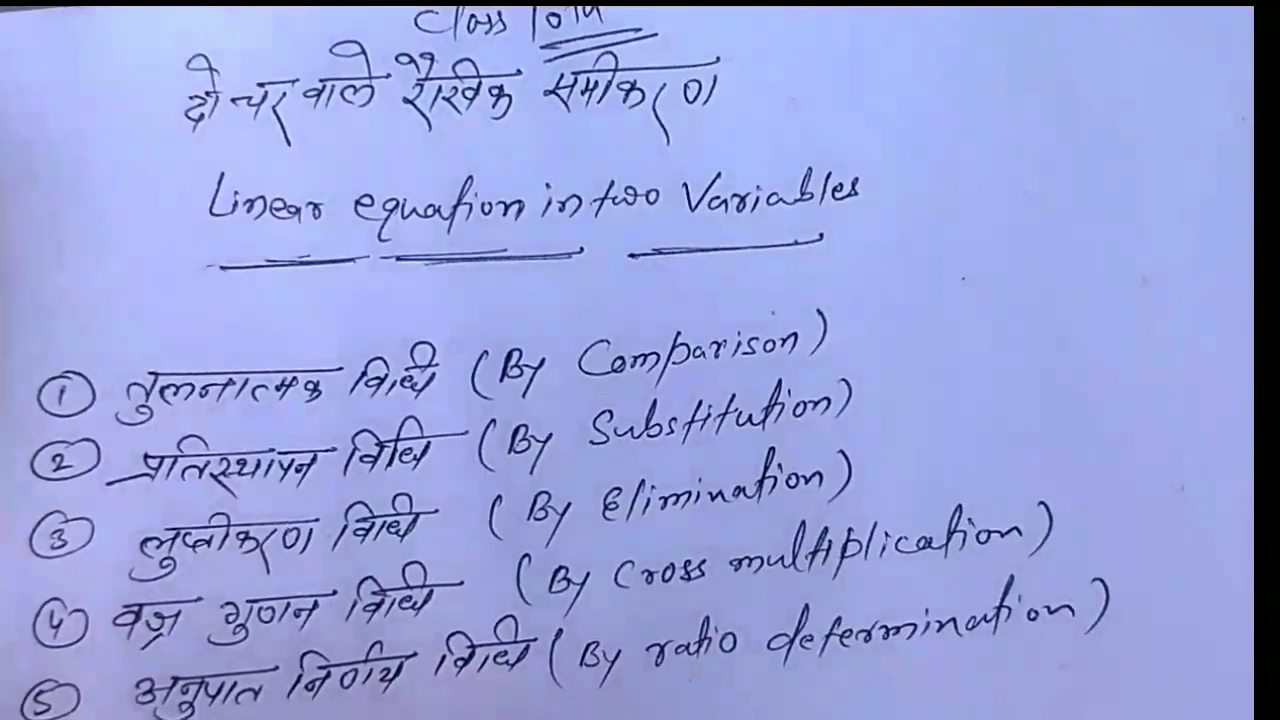 Class 10th
दो चर वाले रैखिक समीकरण
Linear equation in two Variables
① तुलनात्मक विधि (By Comparison)
② प्रतिस्थापन विधि (By Substitution)
③ लुप्तीकरण विधि (By Elimination)
④ वज्र गुणन विधि (By Cross multiplication)
⑤ अनुपात निर्णय विधि (By ratio determination)